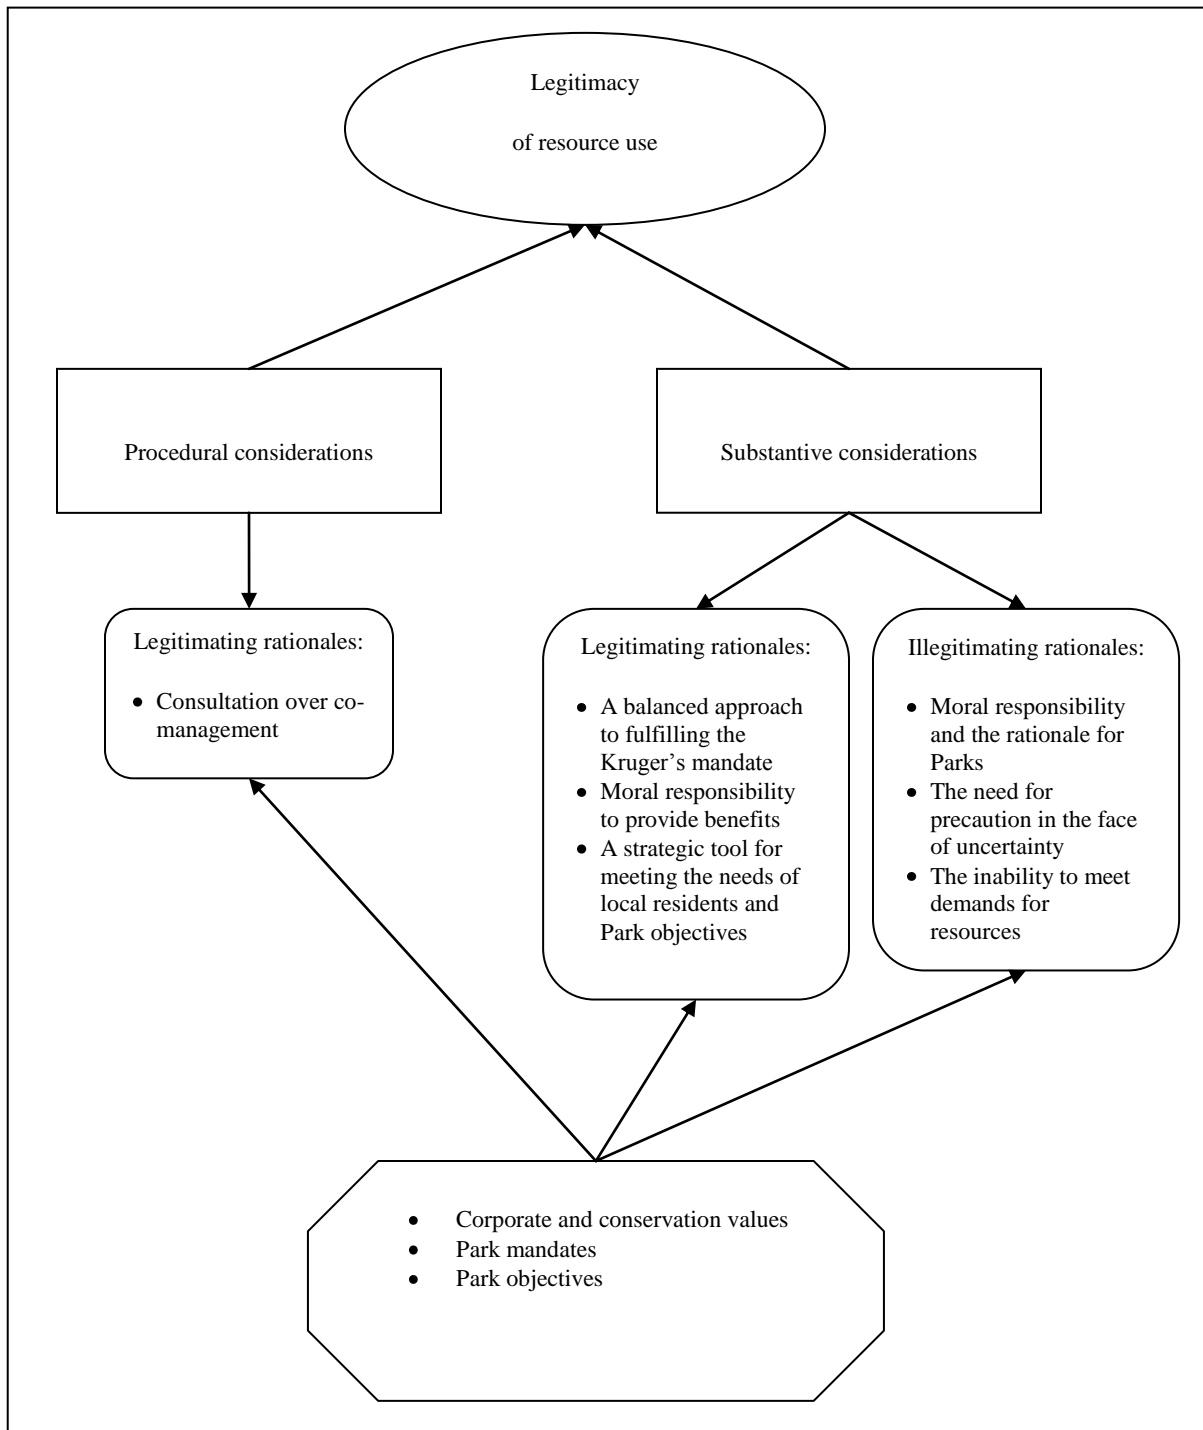 Legitimacy
of resource use
Procedural considerations
Substantive considerations
Legitimating rationales:
• Consultation over co-
management
Legitimating rationales:
• A balanced approach
to fulfilling the
Kruger’s mandate
• Moral responsibility
to provide benefits
• A strategic tool for
meeting the needs of
local residents and
Park objectives
Illegitimating rationales:
• Moral responsibility
and the rationale for
Parks
• The need for
precaution in the face
of uncertainty
• The inability to meet
demands for
resources
• Corporate and conservation values
• Park mandates
• Park objectives